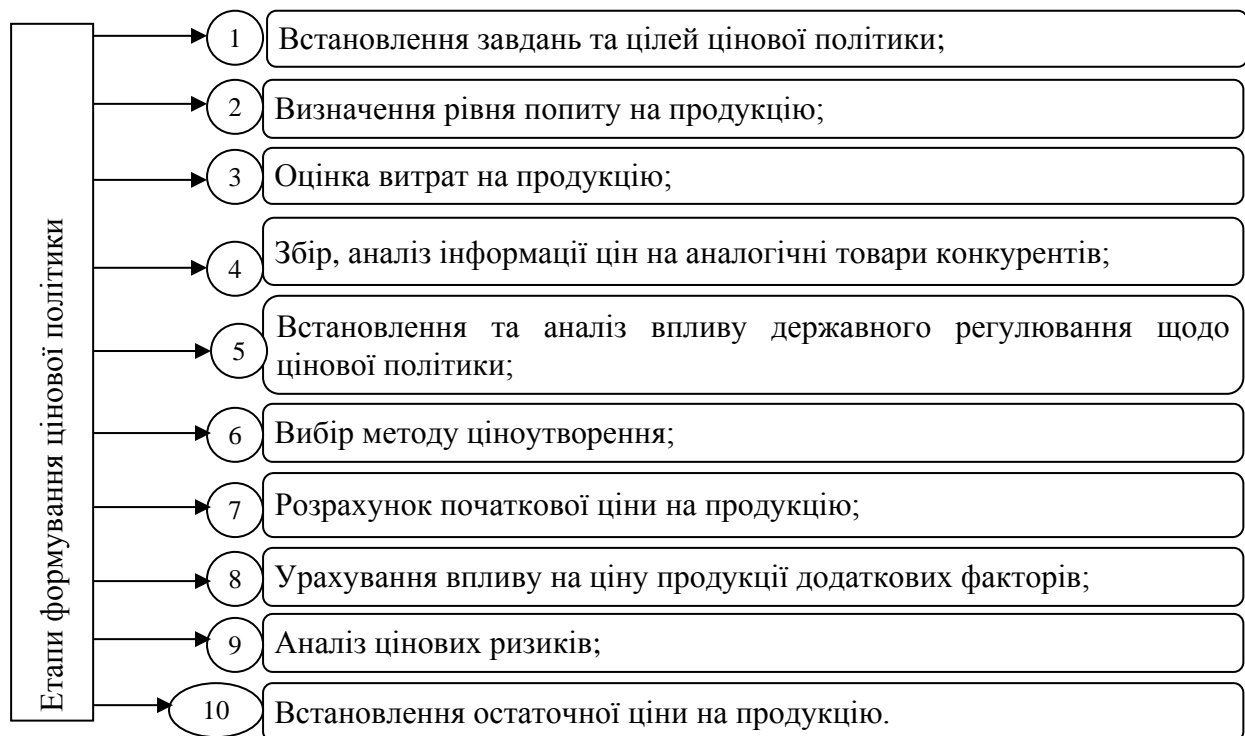 Етапи формування цінової політики
1 Встановлення завдань та цілей цінової політики;
2 Визначення рівня попиту на продукцію;
3 Оцінка витрат на продукцію;
4 Збір, аналіз інформації цін на аналогічні товари конкурентів;
5 Встановлення та аналіз впливу державного регулювання щодо
цінової політики;
6 Вибір методу ціноутворення;
7 Розрахунок початкової ціни на продукцію;
8 Урахування впливу на ціну продукції додаткових факторів;
9 Аналіз цінових ризиків;
10 Встановлення остаточної ціни на продукцію.